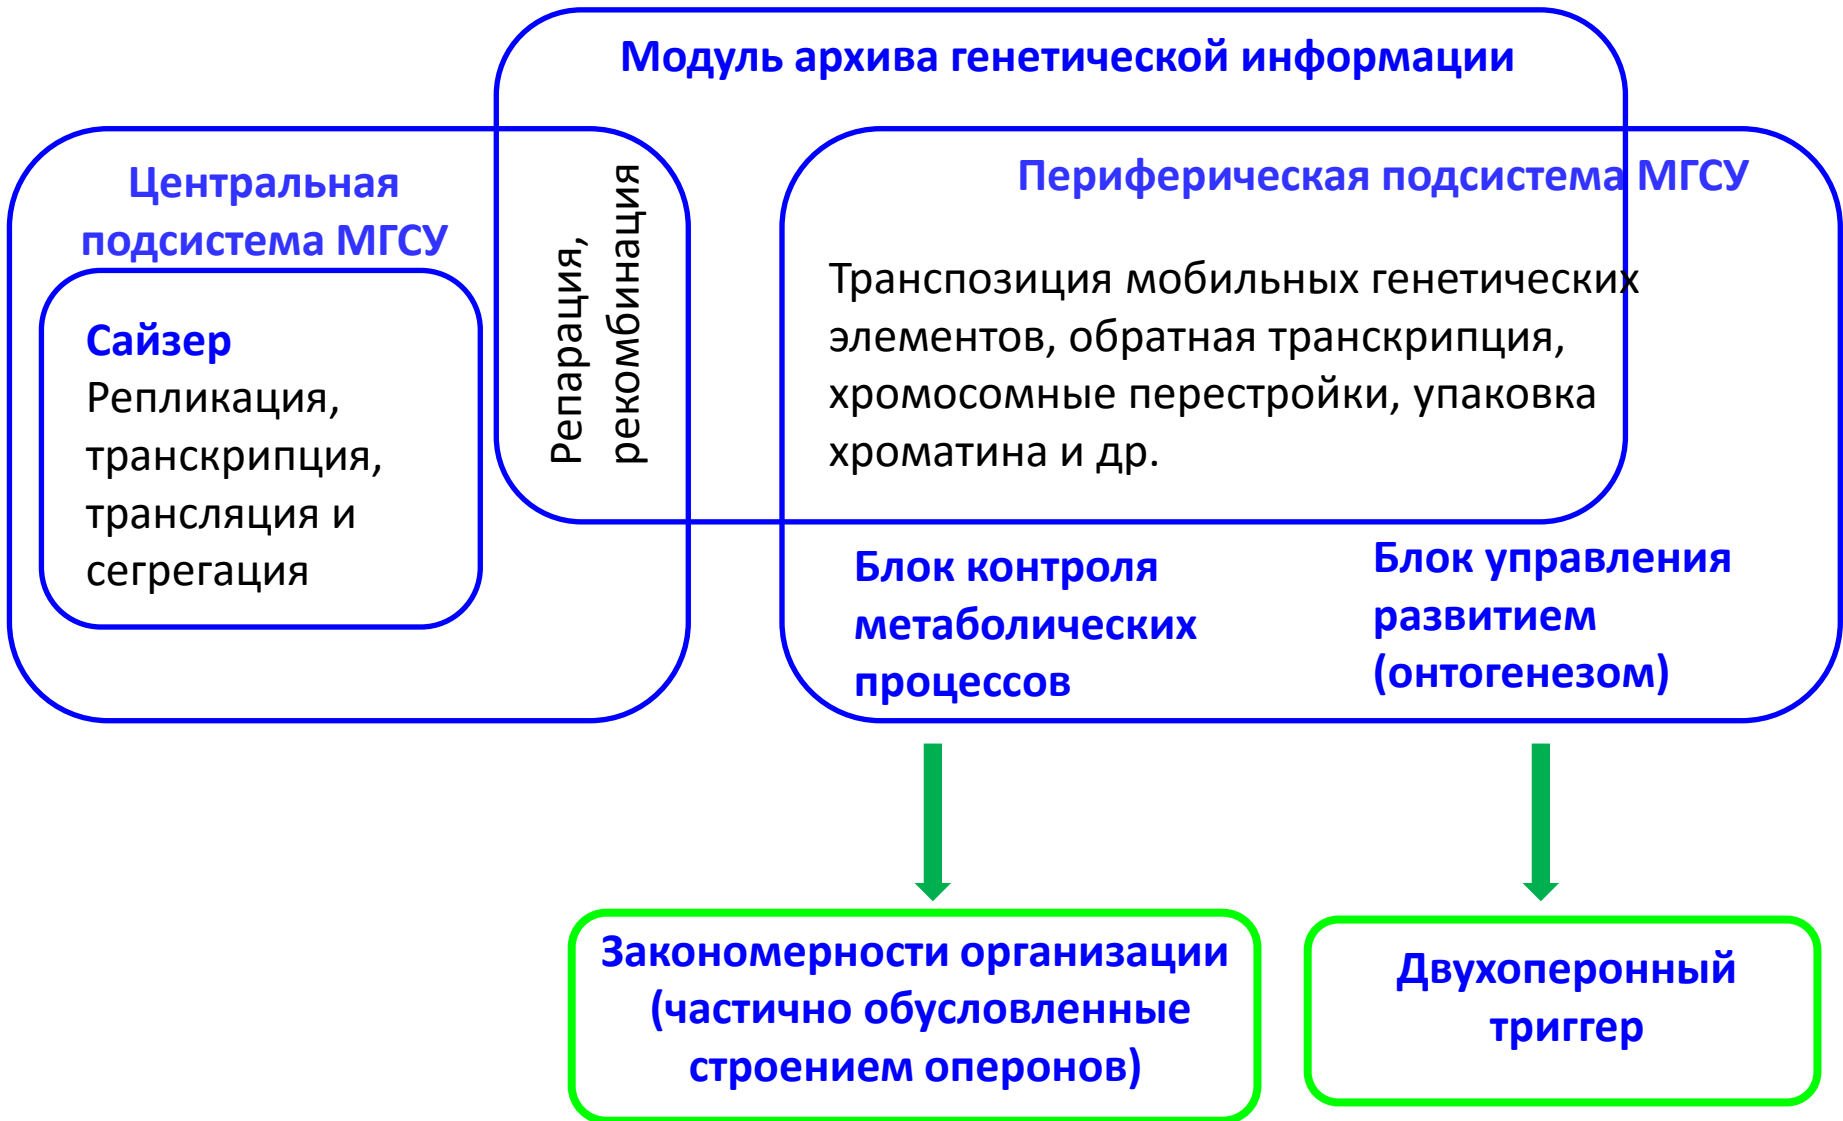 Модуль архива генетической информации
Центральная
подсистема МГСУ
Сайзер
Репликация,
транскрипция,
трансляция и
сегрегация
Репарация,
рекомбинация
Периферическая подсистема МГСУ
Транспозиция мобильных генетических
элементов, обратная транскрипция,
хромосомные перестройки, упаковка
хроматина и др.
Блок контроля
метаболических
процессов
Блок управления
развитием
(онтогенезом)
Закономерности организации
(частично обусловленные
строением оперонов)
Двухоперонный
триггер